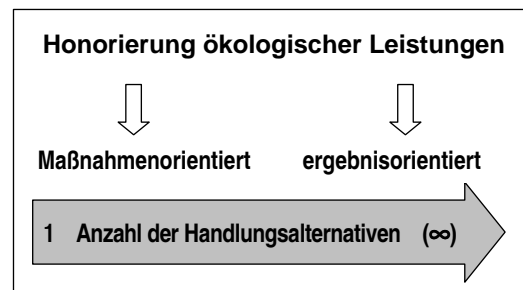 Honorierung ökologischer Leistungen
Maßnahmenorientiert ergebnisorientiert
1 Anzahl der Handlungsalternativen (∞)